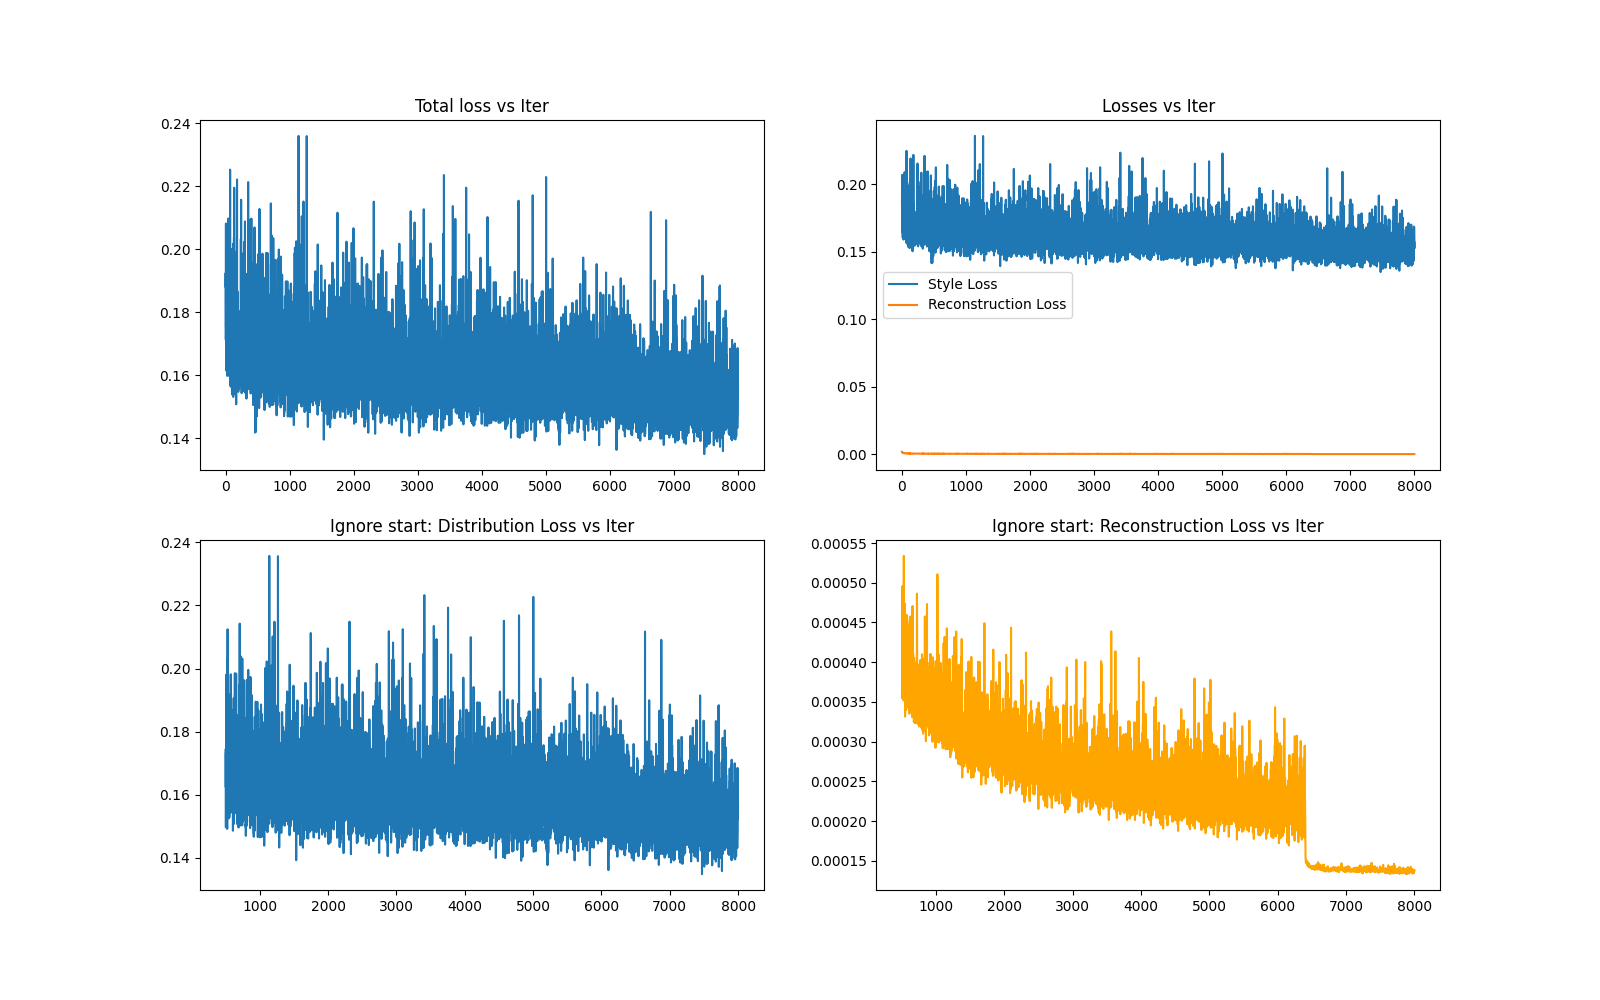 Total loss vs Iter
0.24
0.22
0.20
0.18
0.16
0.14
0 1000 2000 3000 4000 5000 6000 7000 8000
Losses vs Iter
0.20
0.15
0.10
0.05
0.00
Style Loss
Reconstruction Loss
0 1000 2000 3000 4000 5000 6000 7000 8000
Ignore start: Distribution Loss vs Iter
0.24
0.22
0.20
0.18
0.16
0.14
1000 2000 3000 4000 5000 6000 7000 8000
Ignore start: Reconstruction Loss vs Iter
0.00055
0.00050
0.00045
0.00040
0.00035
0.00030
0.00025
0.00020
0.00015
1000 2000 3000 4000 5000 6000 7000 8000